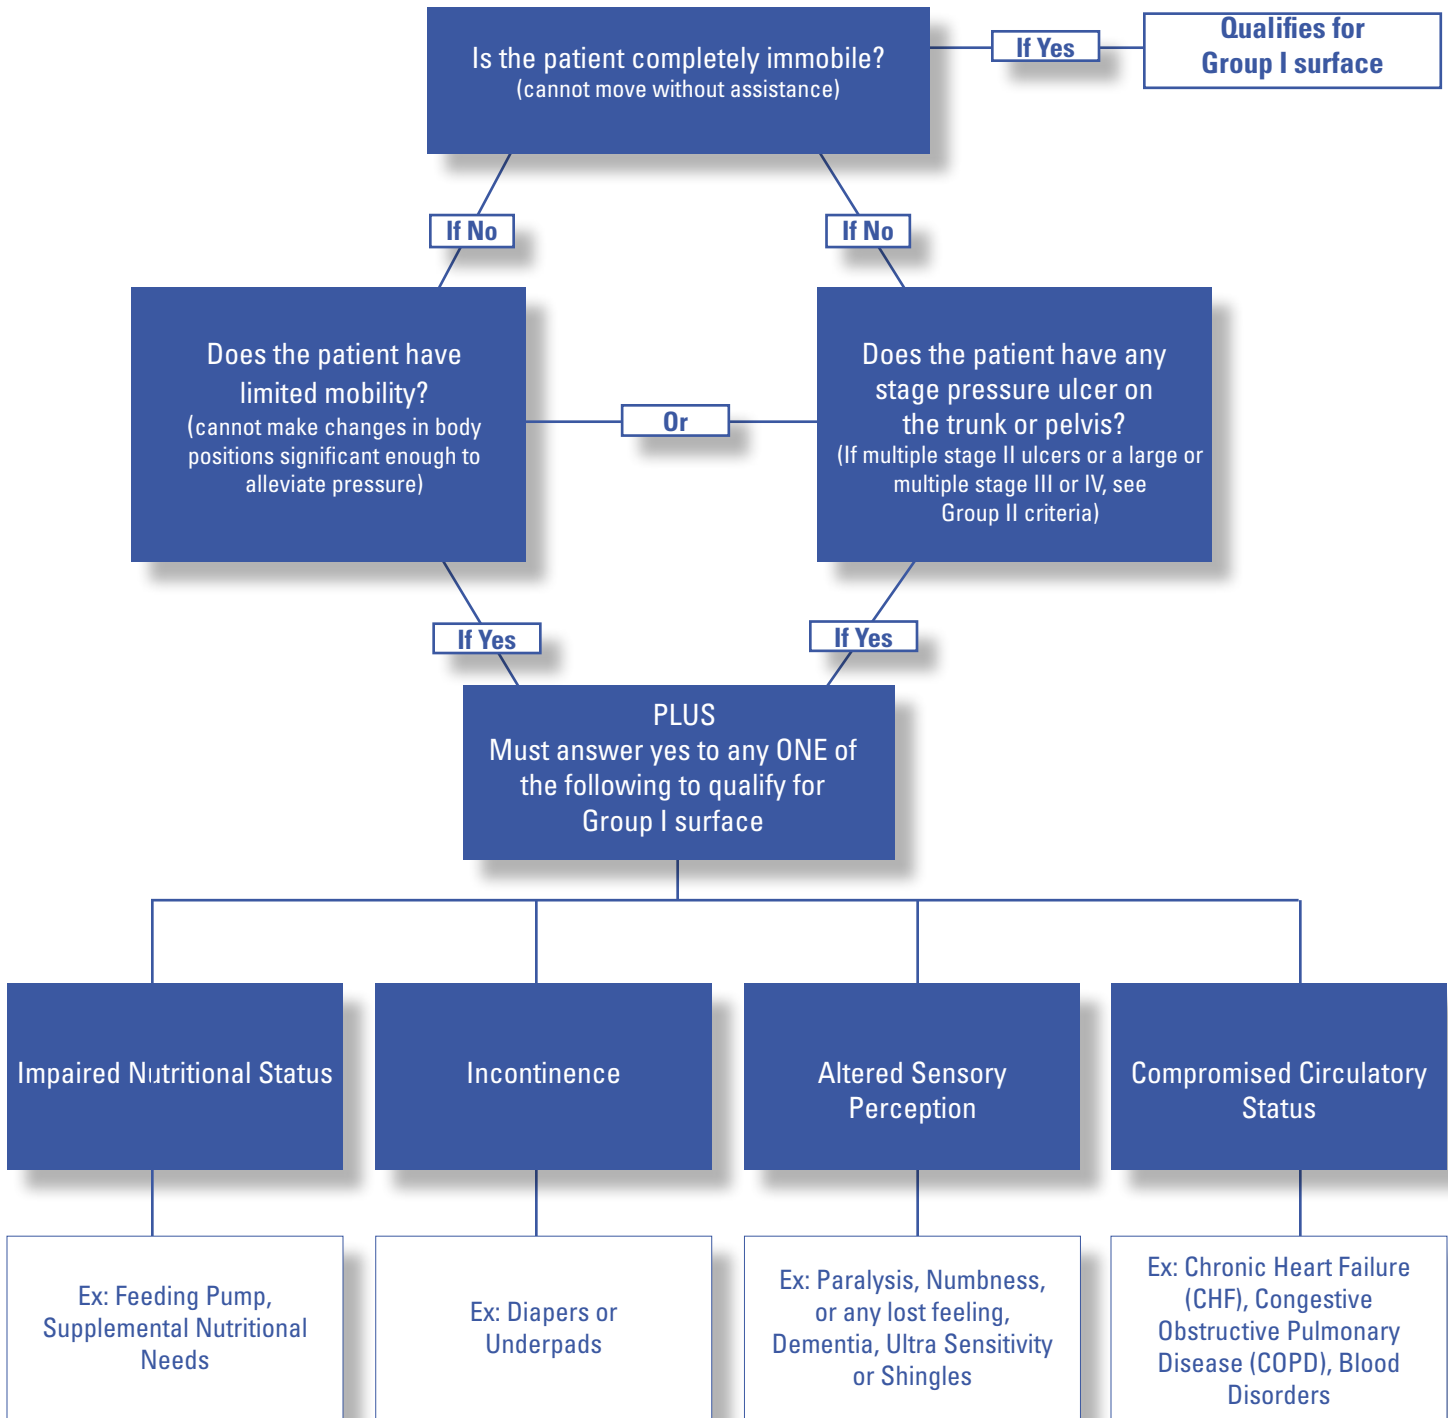 Is the patient completely immobile?
(cannot move without assistance)
If Yes
Qualifies for
Group I surface
If No
If No
Does the patient have
limited mobility?
(cannot make changes in body
positions significant enough to
alleviate pressure)
Or
Does the patient have any
stage pressure ulcer on
the trunk or pelvis?
(If multiple stage II ulcers or a large or
multiple stage III or IV, see
Group II criteria)
If Yes
If Yes
PLUS
Must answer yes to any ONE of
the following to qualify for
Group I surface
Impaired Nutritional Status
Incontinence
Altered Sensory
Perception
Compromised Circulatory
Status
Ex: Feeding Pump,
Supplemental Nutritional
Needs
Ex: Diapers or
Underpads
Ex: Paralysis, Numbness,
or any lost feeling,
Dementia, Ultra Sensitivity
or Shingles
Ex: Chronic Heart Failure
(CHF), Congestive
Obstructive Pulmonary
Disease (COPD), Blood
Disorders